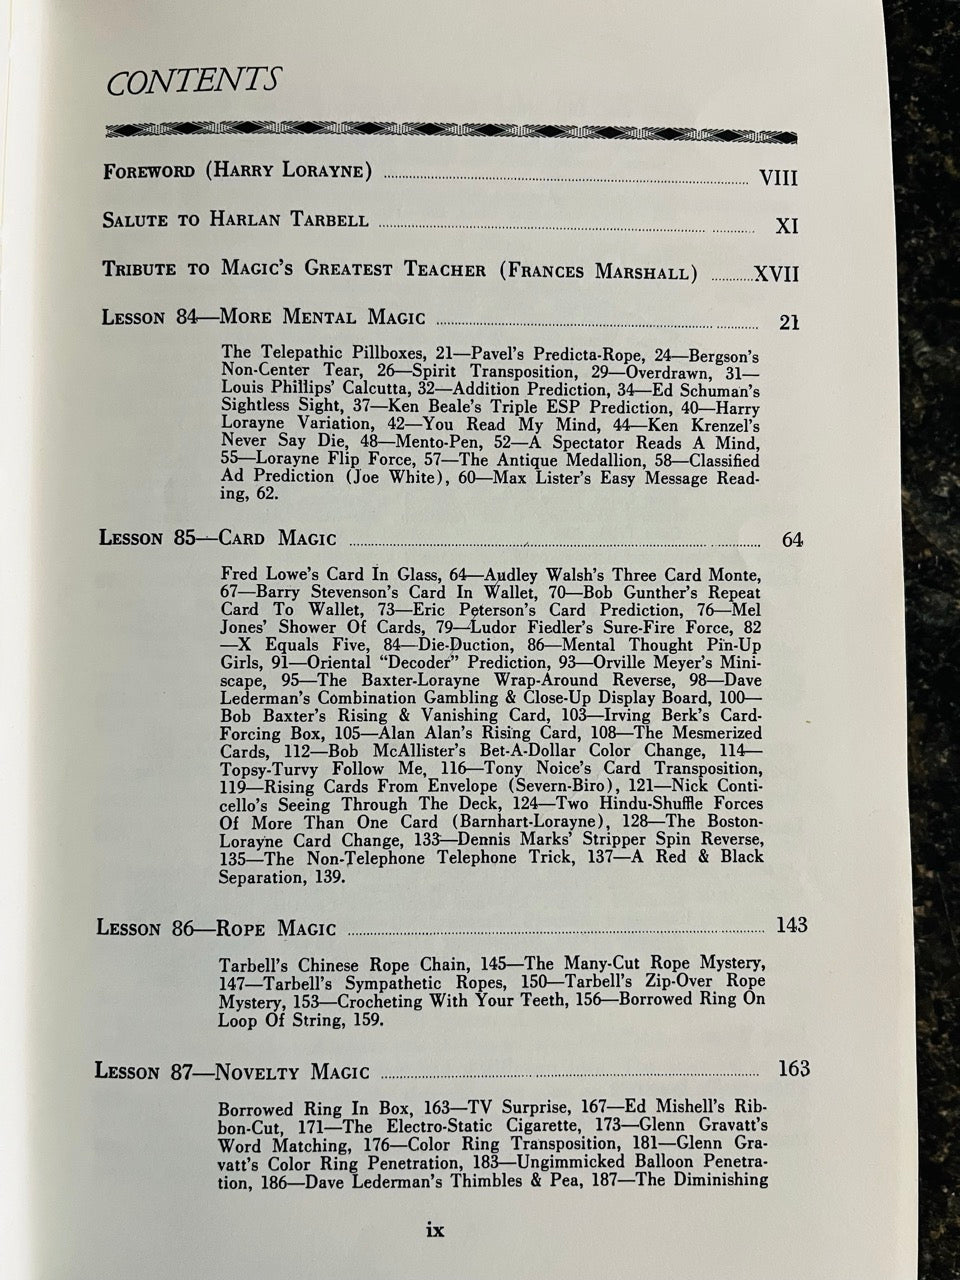 CONTENTS
FOREWORD (HARRY LORAYNE) VIII
SALUTE TO HARLAN TARBELL XI
TRIBUTE TO MAGIC'S GREATEST TEACHER (FRANCES MARSHALL) XVII
LESSON 84—MORE MENTAL MAGIC 21
The Telepathic Pillboxes, 21—Pavel's Predicta-Rope, 24—Bergson's
Non-Center Tear, 26—Spirit Transposition, 29—Overdrawn, 31—
Louis Phillips' Calcutta, 32—Addition Prediction, 34—Ed Schuman's
Sightless Sight, 37—Ken Beale's Triple ESP Prediction, 40—Harry
Lorayne Variation, 42—You Read My Mind, 44—Ken Krenzel's
Never Say Die, 48—Mento-Pen, 52—A Spectator Reads A Mind,
55—Lorayne Flip Force, 57—The Antique Medallion, 58—Classified
Ad Prediction (Joe White), 60—Max Lister's Easy Message Read-
ing, 62.
LESSON 85—CARD MAGIC 64
Fred Lowe's Card In Glass, 64—Audley Walsh's Three Card Monte,
67—Barry Stevenson's Card In Wallet, 70—Bob Gunther's Repeat
Card To Wallet, 73—Eric Peterson's Card Prediction, 76—Mel
Jones' Shower Of Cards, 79—Ludor Fiedler's Sure-Fire Force, 82
—X Equals Five, 84—Die-Duction, 86—Mental Thought Pin-Up
Girls, 91—Oriental "Decoder" Prediction, 93—Orville Meyer's Mini-
scape, 95—The Baxter-Lorayne Wrap-Around Reverse, 98—Dave
Lederman's Combination Gambling & Close-Up Display Board, 100—
Bob Baxter's Rising & Vanishing Card, 103—Irving Berk's Card-
Forcing Box, 105—Alan Alan's Rising Card, 108—The Mesmerized
Cards, 112—Bob McAllister's Bet-A-Dollar Color Change, 114—
Topsy-Turvy Follow Me, 116—Tony Noice's Card Transposition,
119—Rising Cards From Envelope (Severn-Biro), 121—Nick Conti-
cello's Seeing Through The Deck, 124—Two Hindu-Shuffle Forces
Of More Than One Card (Barnhart-Lorayne), 128—The Boston-
Lorayne Card Change, 133—Dennis Marks' Stripper Spin Reverse,
135—The Non-Telephone Telephone Trick, 137—A Red & Black
Separation, 139.
LESSON 86—ROPE MAGIC 143
Tarbell's Chinese Rope Chain, 145—The Many-Cut Rope Mystery,
147—Tarbell's Sympathetic Ropes, 150—Tarbell's Zip-Over Rope
Mystery, 153—Crocheting With Your Teeth, 156—Borrowed Ring On
Loop Of String, 159.
LESSON 87—NOVELTY MAGIC 163
Borrowed Ring In Box, 163—TV Surprise, 167—Ed Mishell's Rib-
bon-Cut, 171—The Electro-Static Cigarette, 173—Glenn Gravatt's
Word Matching, 176—Color Ring Transposition, 181—Glenn Gra-
vatt's Color Ring Penetration, 183—Ungimmicked Balloon Penetra-
tion, 186—Dave Lederman's Thimbles & Pea, 187—The Diminishing
ix